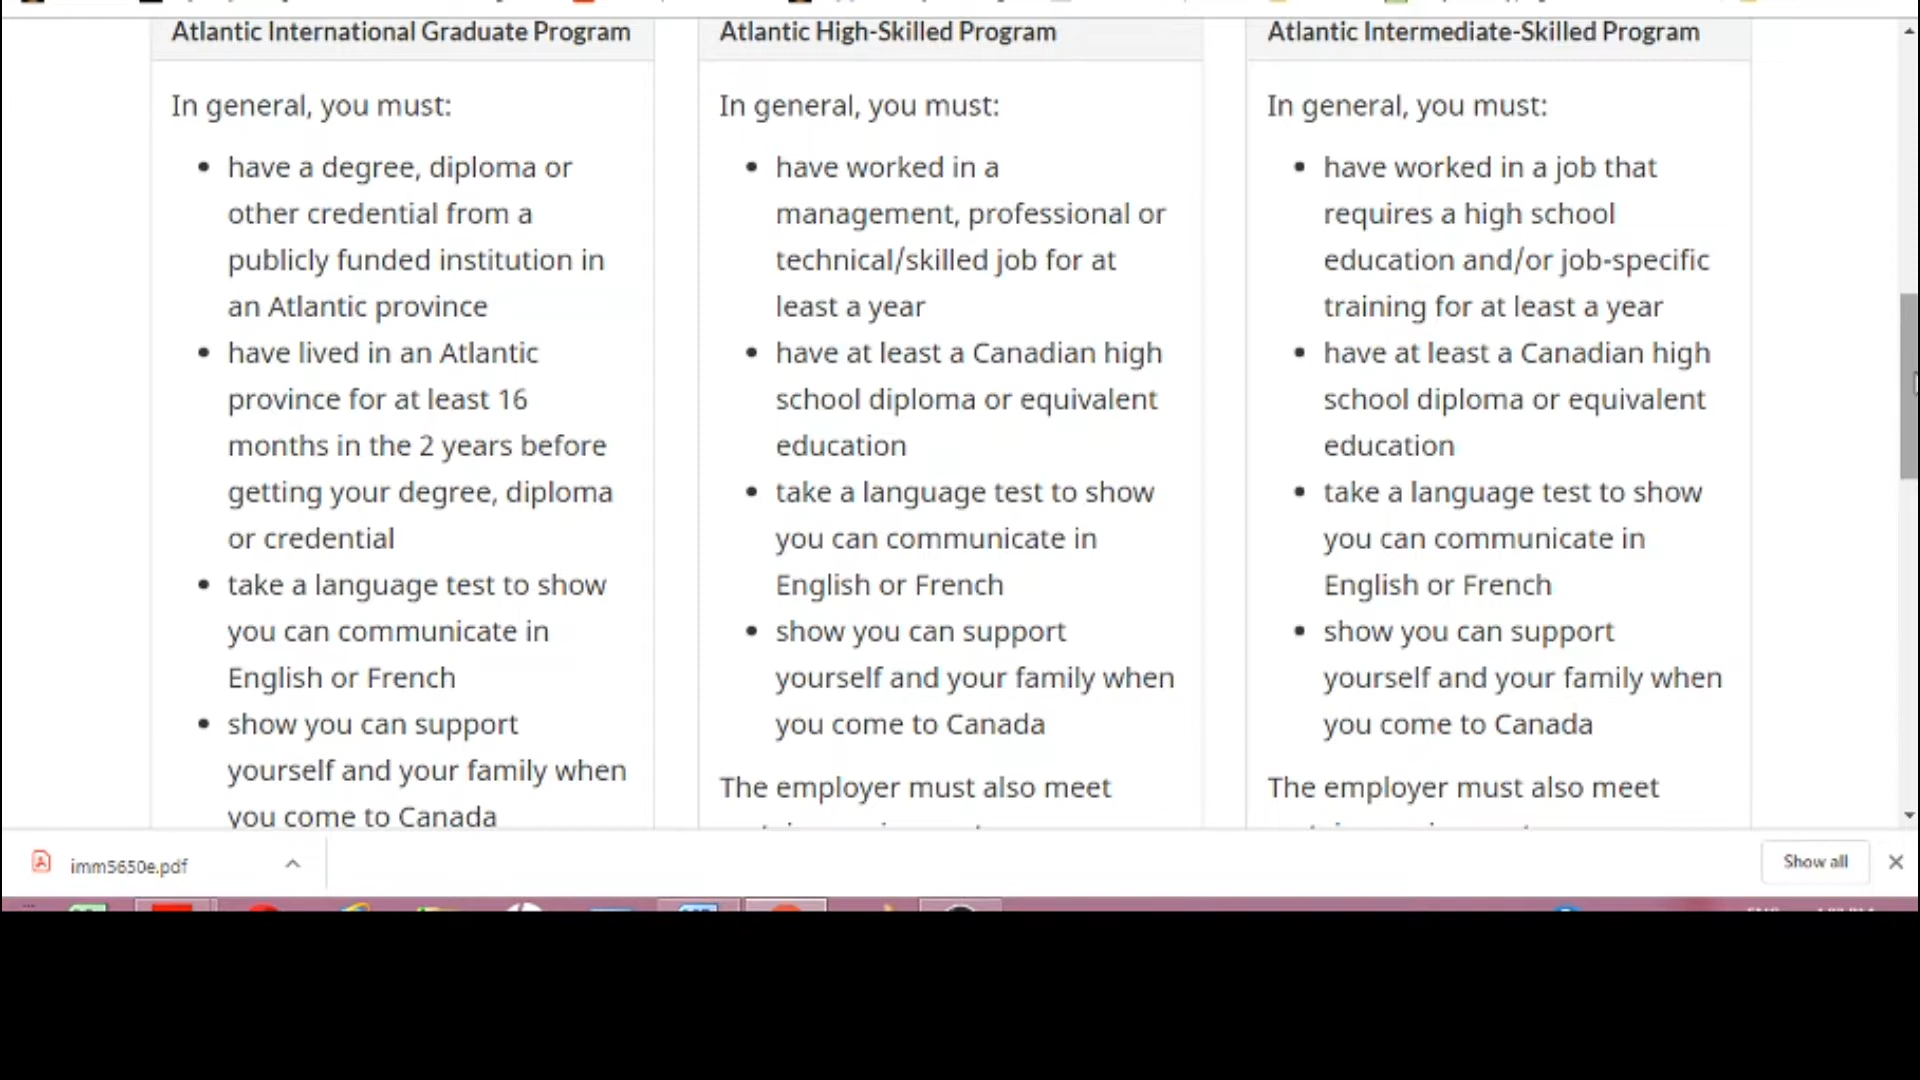 Atlantic International Graduate Program
In general, you must:
• have a degree, diploma or
other credential from a
publicly funded institution in
an Atlantic province
• have lived in an Atlantic
province for at least 16
months in the 2 years before
getting your degree, diploma
or credential
• take a language test to show
you can communicate in
English or French
• show you can support
yourself and your family when
you come to Canada
Atlantic High-Skilled Program
In general, you must:
• have worked in a
management, professional or
technical/skilled job for at
least a year
• have at least a Canadian high
school diploma or equivalent
education
• take a language test to show
you can communicate in
English or French
• show you can support
yourself and your family when
you come to Canada
The employer must also meet
Atlantic Intermediate-Skilled Program
In general, you must:
• have worked in a job that
requires a high school
education and/or job-specific
training for at least a year
• have at least a Canadian high
school diploma or equivalent
education
• take a language test to show
you can communicate in
English or French
• show you can support
yourself and your family when
you come to Canada
The employer must also meet
imm5650e.pdf
Show all